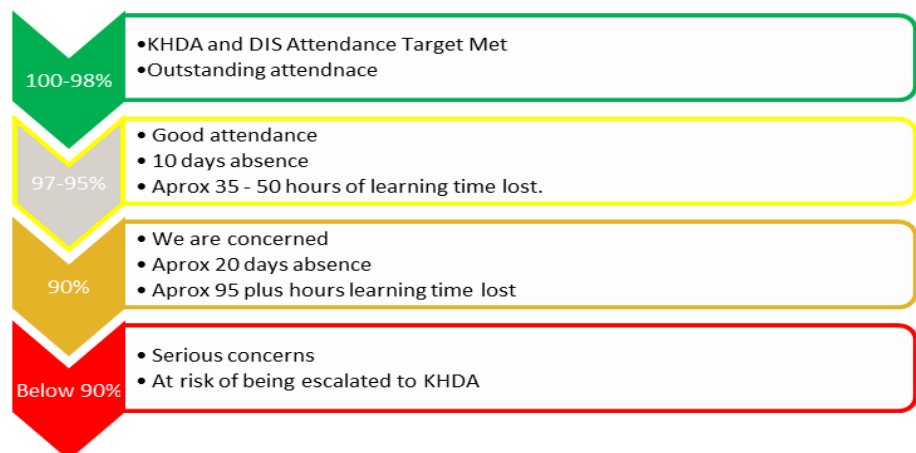 100-98%
•KHDA and DIS Attendance Target Met
•Outstanding attendnace
97-95%
• Good attendance
• 10 days absence
• Aprox 35 - 50 hours of learning time lost.
90%
• We are concerned
• Aprox 20 days absence
• Aprox 95 plus hours learning time lost
Below 90%
• Serious concerns
• At risk of being escalated to KHDA